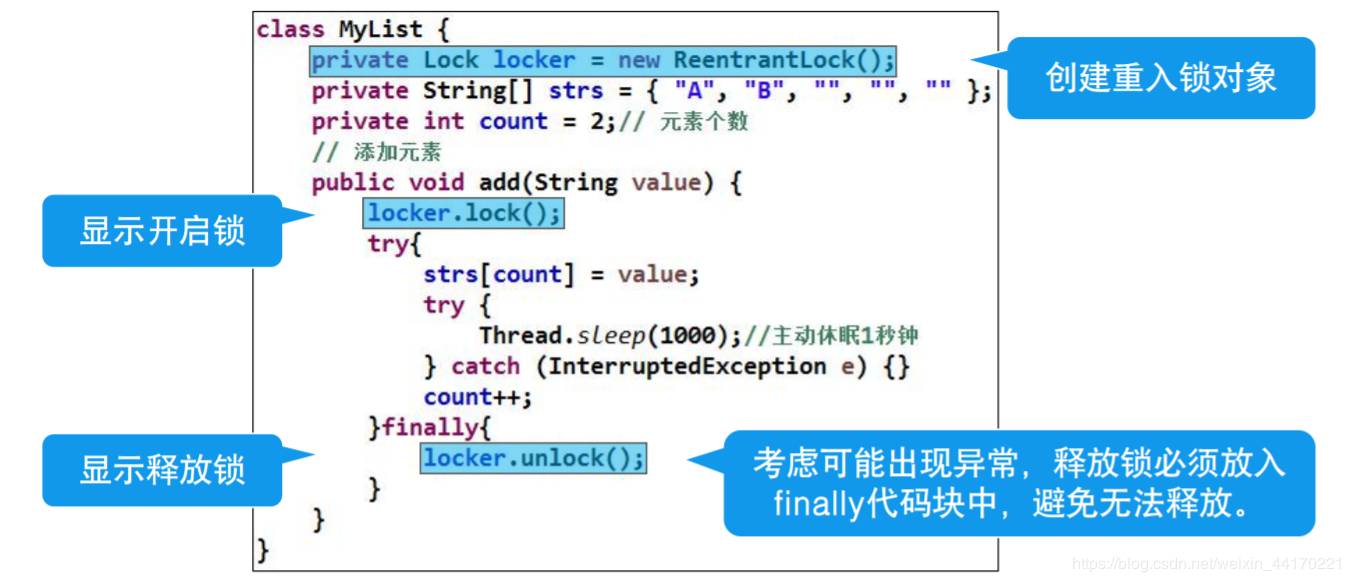 class MyList {
private Lock locker = new ReentrantLock();
创建重入锁对象
private String[] strs = { "A", "B", "", "", "" };
private int count = 2;// 元素个数
// 添加元素
public void add(String value) {
显示开启锁
locker.lock();
try{
strs[count] = value;
try {
Thread.sleep(1000);//主动休眠1秒钟
} catch (InterruptedException e) {}
count++;
}finally{
显示释放锁
locker.unlock();
考虑可能出现异常，释放锁必须放入
finally代码块中，避免无法释放。
}
}
}
https://blog.csdn.net/weixin_44170221